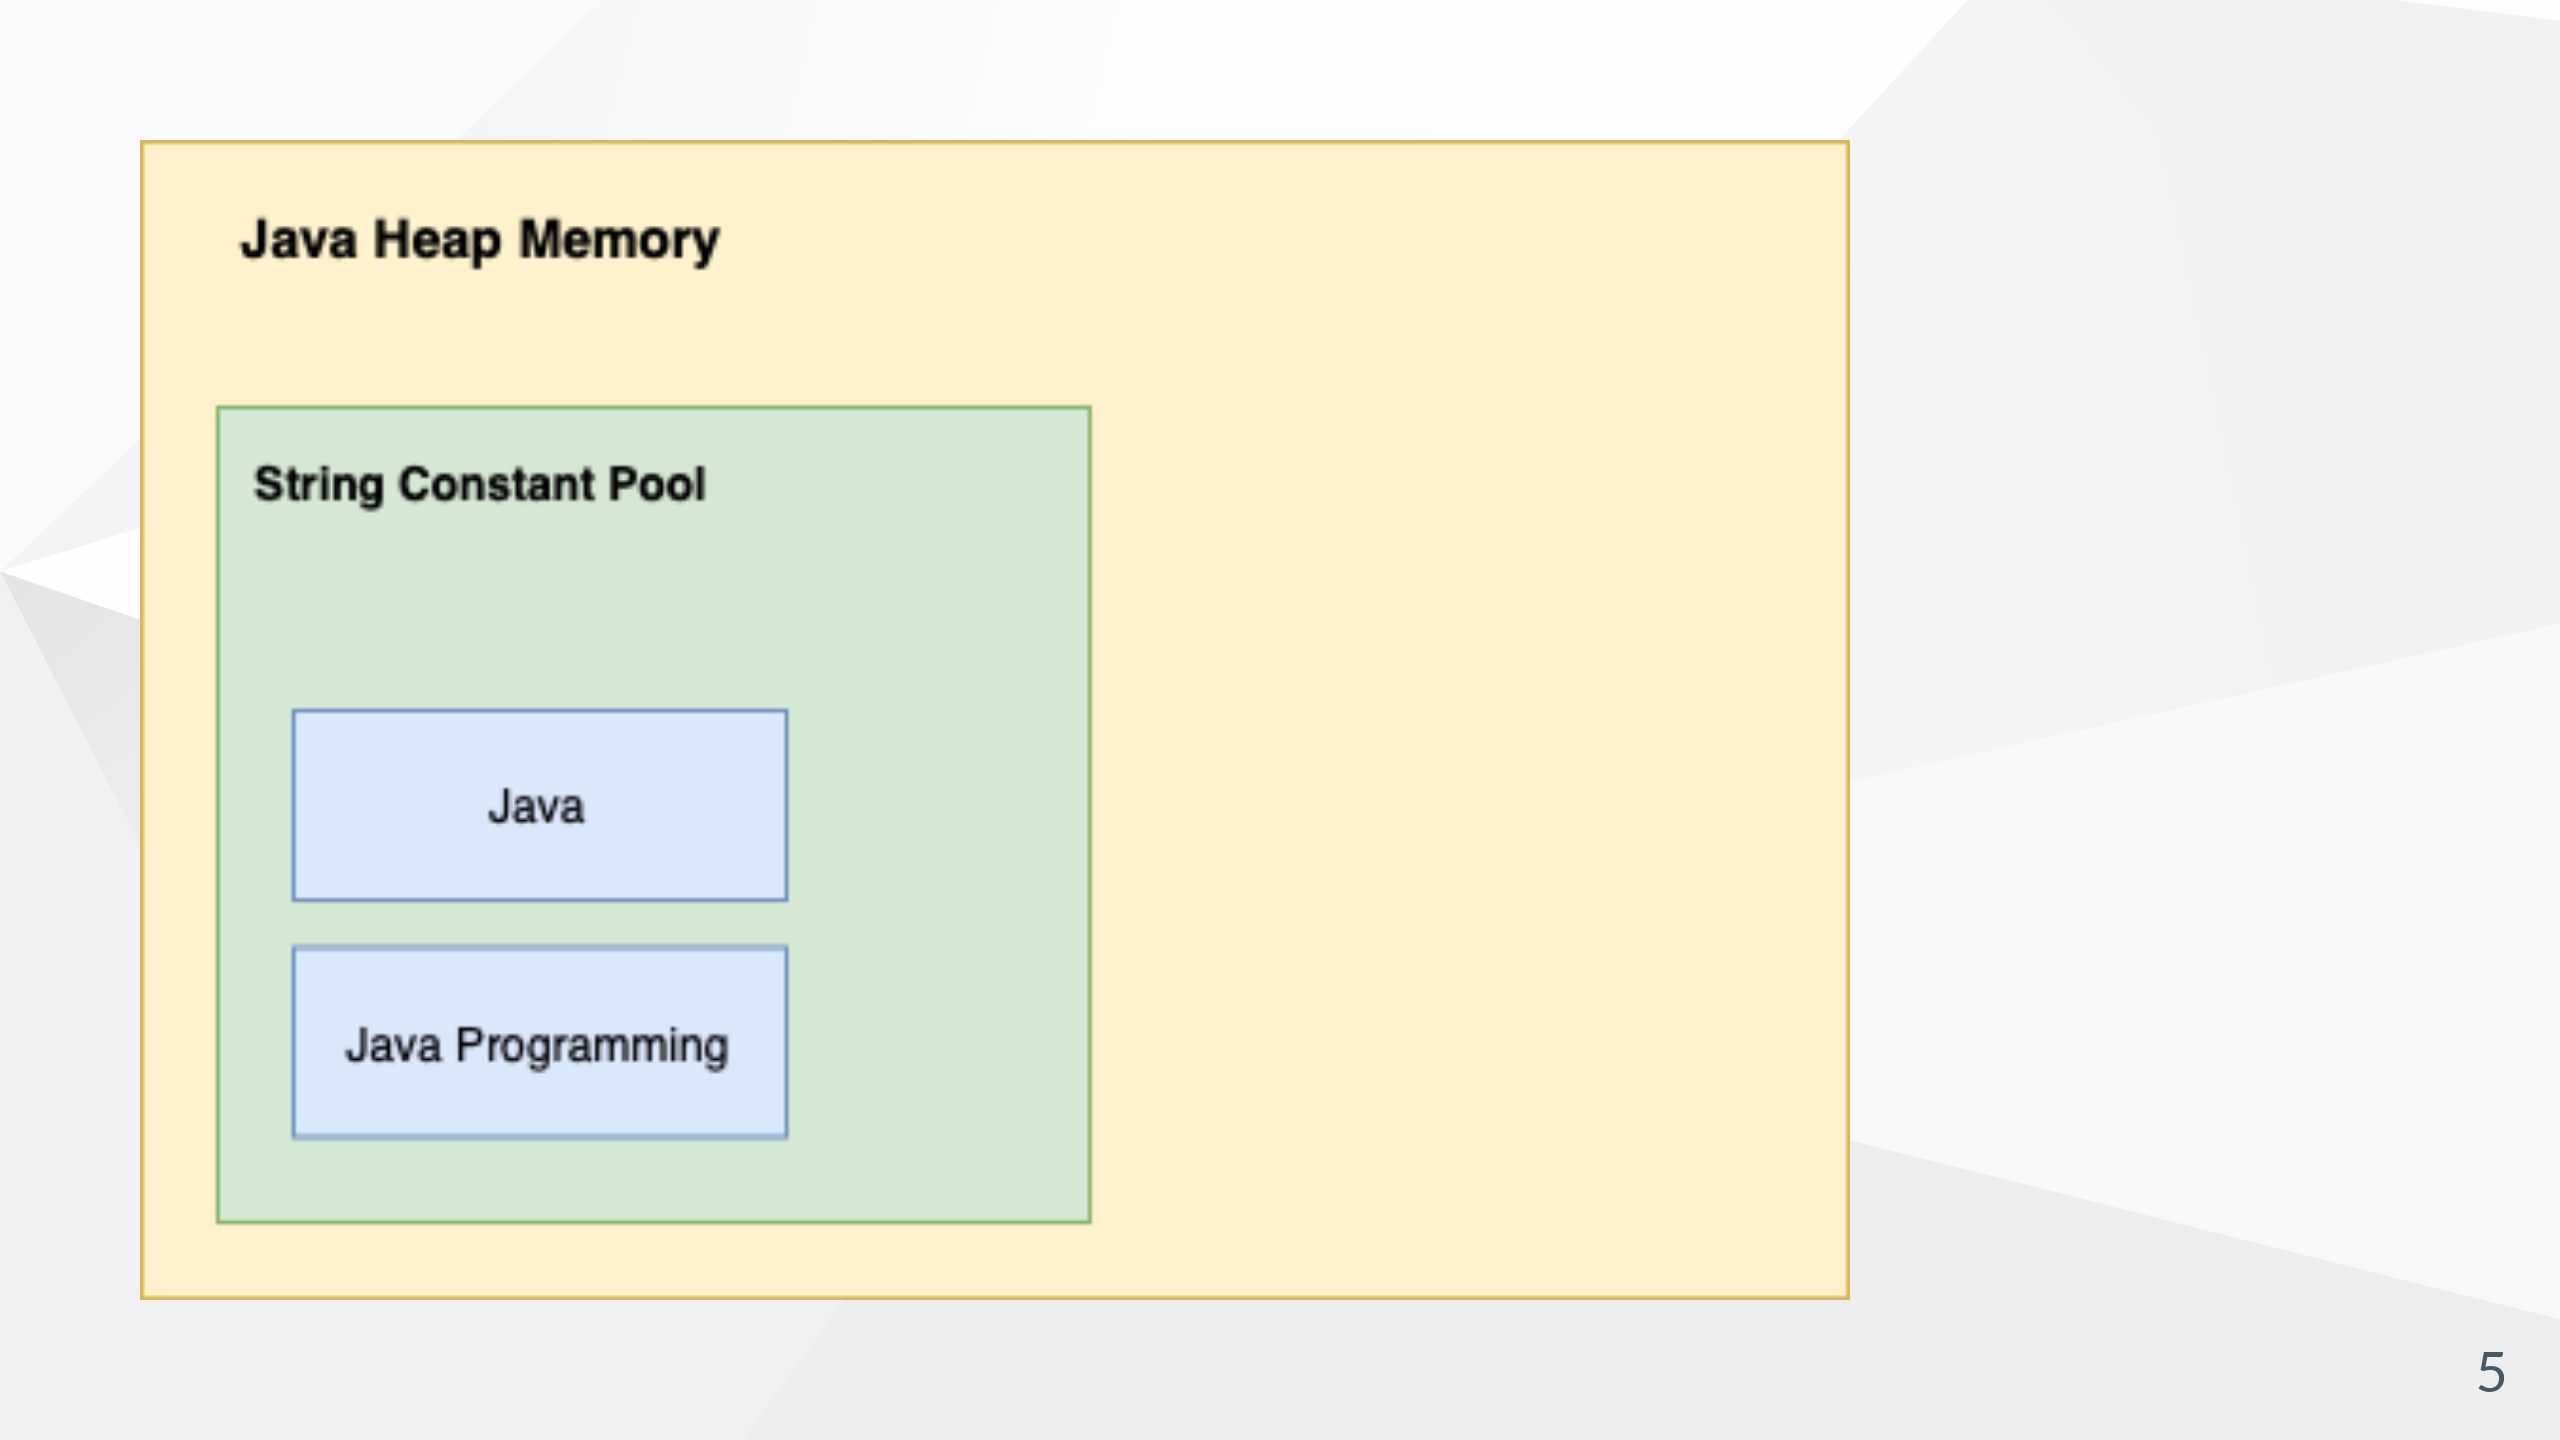 Java Heap Memory
String Constant Pool
Java
Java Programming
5